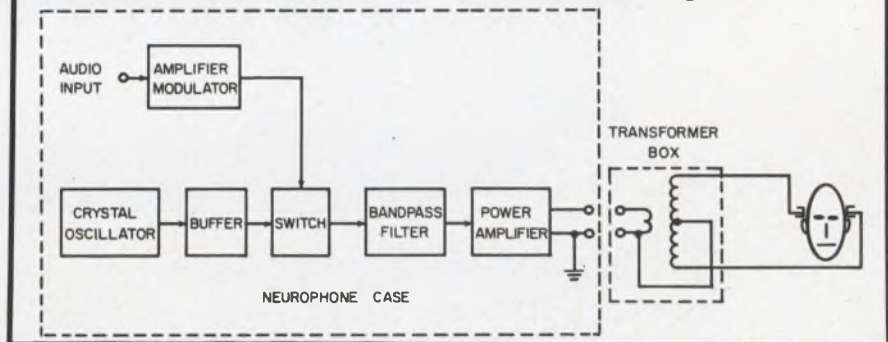 AUDIO
INPUT
AMPLIFIER
MODULATOR
TRANSFORMER
BOX
CRYSTAL
OSCILLATOR
BUFFER
SWITCH
BANDPASS
FILTER
POWER
AMPLIFIER
NEUROPHONE CASE